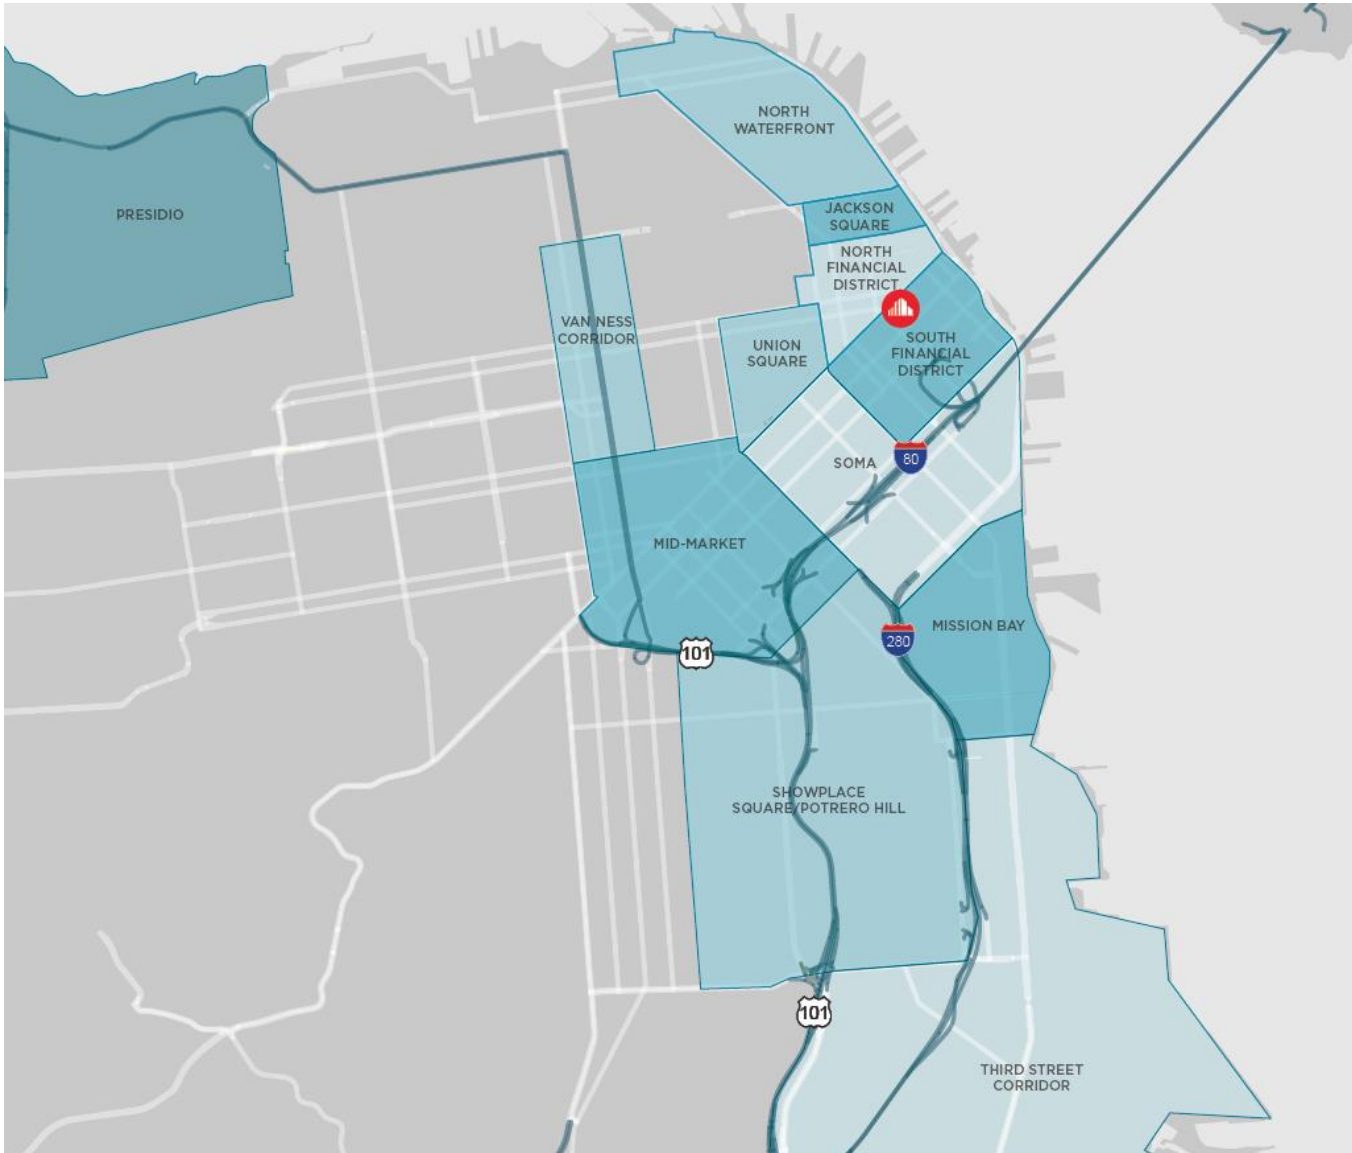 NORTH
WATERFRONT
PRESIDIO
JACKSON
SQUARE
NORTH
FINANCIAL
DISTRICT
VAN NESS
CORRIDOR
UNION
SQUARE
SOUTH
FINANCIAL
DISTRICT
SOMA
80
MID-MARKET
MISSION BAY
280
101
SHOWPLACE
SQUARE/POTRERO HILL
101
THIRD STREET
CORRIDOR